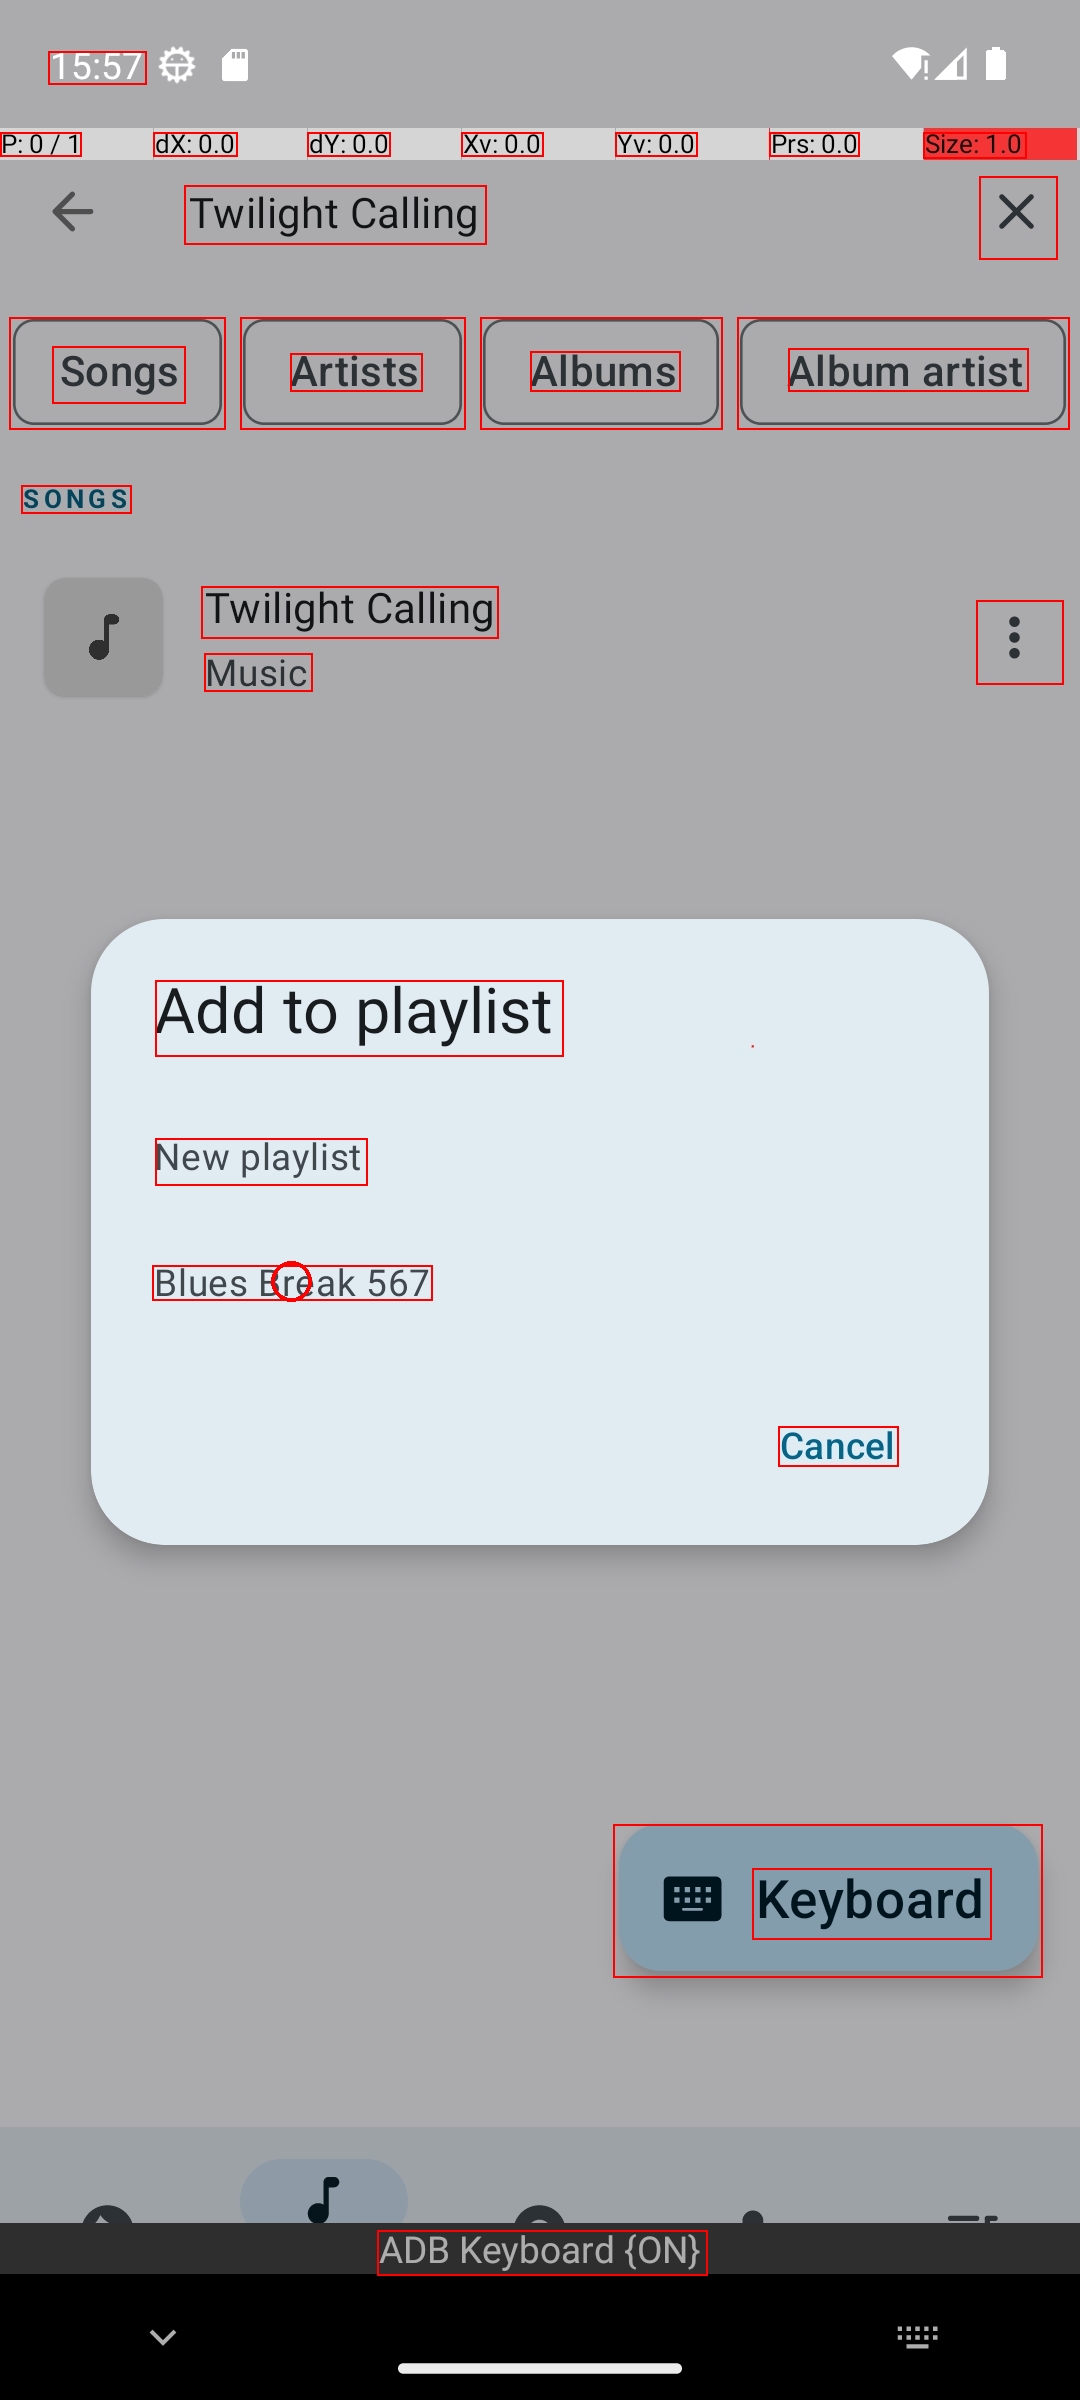 15:57
P: 0 / 1 dX: 0.0 dY: 0.0 Xv: 0.0 Yv: 0.0 Prs: 0.0 Size: 1.0
Twilight Calling
Songs Artists Albums Album artist
SONGS
Twilight Calling
Music
Add to playlist
New playlist
Blues Break 567
Cancel
Keyboard
ADB Keyboard {ON}